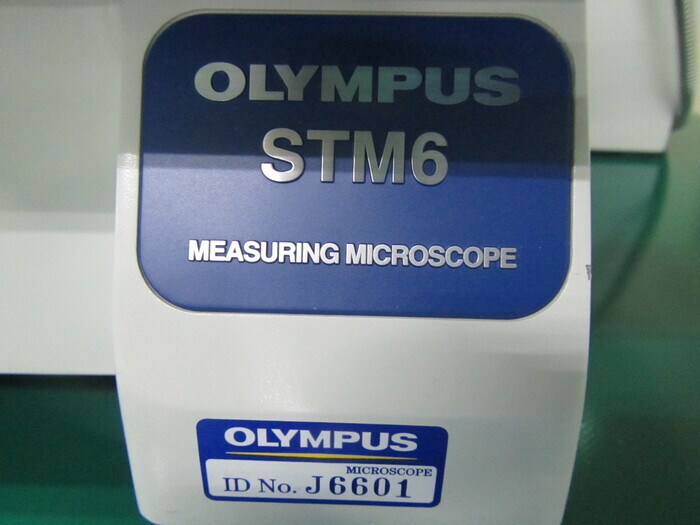 OLYMPUS
STM6
MEASURING MICROSCOPE
OLYMPUS
MICROSCOPE
ID No. J6601